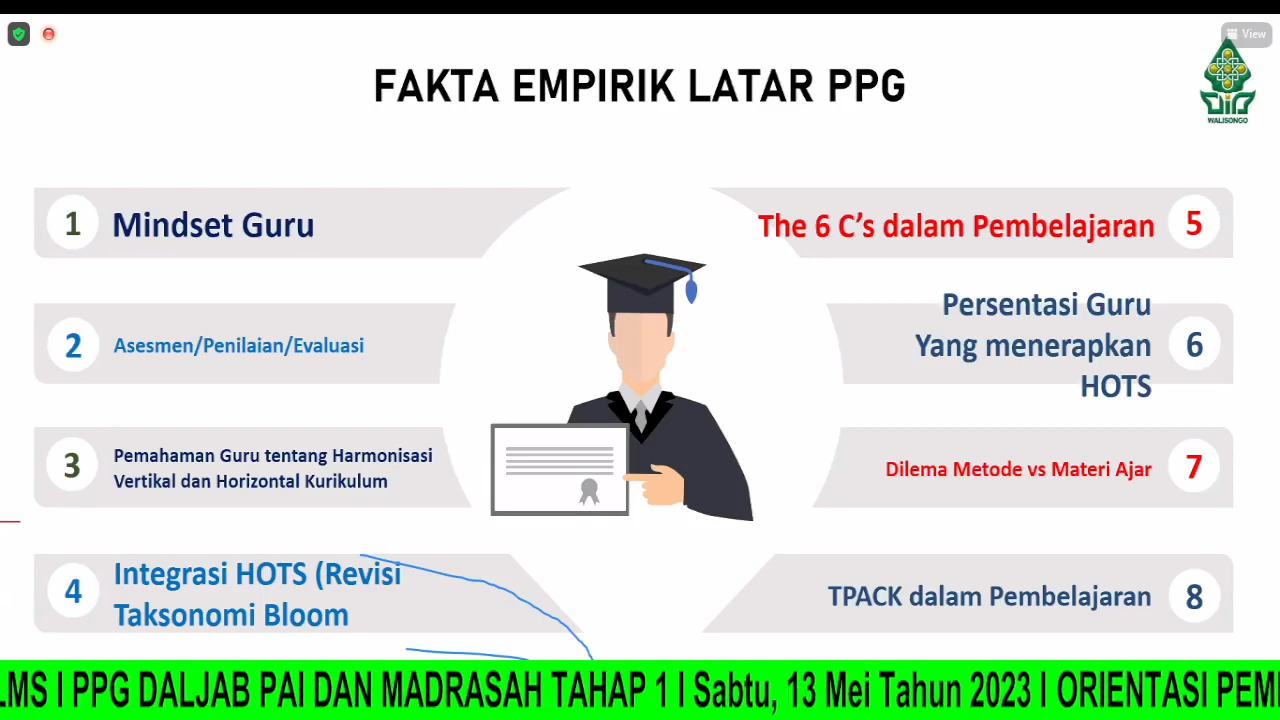 View
FAKTA EMPIRIK LATAR PPG
WALISONGO
1
Mindset Guru
2
Asesmen/Penilaian/Evaluasi
3
Pemahaman Guru tentang Harmonisasi
Vertikal dan Horizontal Kurikulum
4
Integrasi HOTS (Revisi
Taksonomi Bloom
The 6 C’s dalam Pembelajaran
5
Persentasi Guru
Yang menerapkan
HOTS
6
Dilema Metode vs Materi Ajar
7
TPACK dalam Pembelajaran
8
LMS I PPG DALJAB PAI DAN MADRASAH TAHAP 1 I Sabtu, 13 Mei Tahun 2023 I ORIENTASI